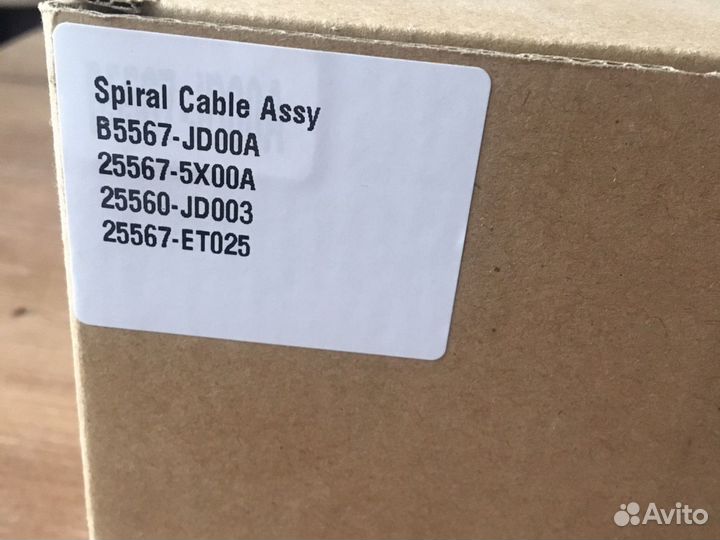 Spiral Cable Assy
B5567-JD00A
25567-5X00A
25560-JD003
25567-ET025
Avito